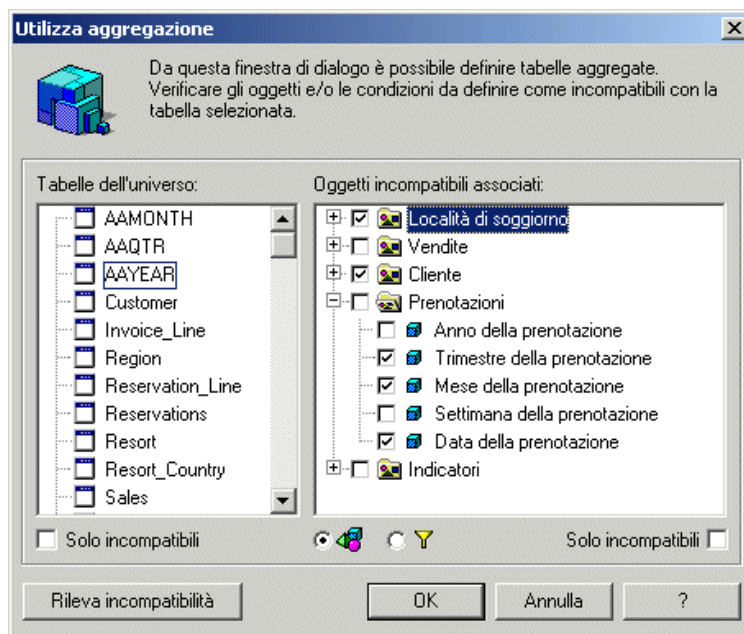 Utilizza aggregazione
Da questa finestra di dialogo è possibile definire tabelle aggregate.
Verificare gli oggetti e/o le condizioni da definire come incompatibili con la
tabella selezionata.
Tabelle dell'universo:
AAMONTH
AAQTR
AAYEAR
Customer
Invoice_Line
Region
Reservation_Line
Reservations
Resort
Resort_Country
Sales
Solo incompatibili
Oggetti incompatibili associati:
Località di soggiorno
Vendite
Cliente
Prenotazioni
Anno della prenotazione
Trimestre della prenotazione
Mese della prenotazione
Settimana della prenotazione
Data della prenotazione
Indicatori
Solo incompatibili
Rileva incompatibilità
OK
Annulla
?